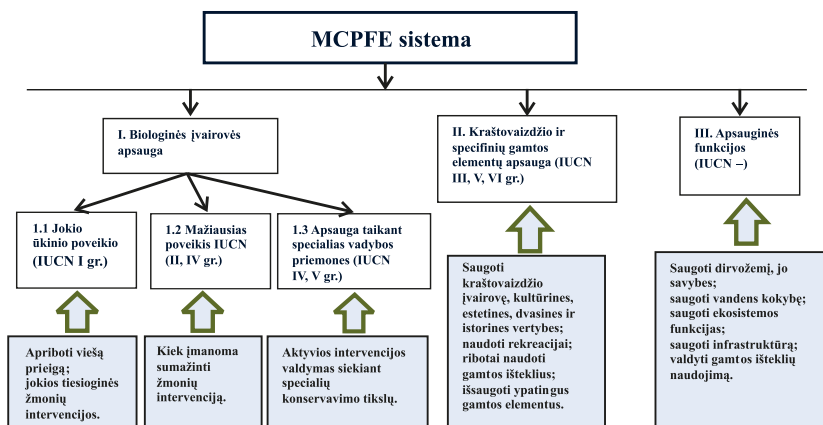 MCPFE sistema
I. Biologinės įvairovės
apsauga
II. Kraštovaizdžio ir
specifinių gamtos
elementų apsauga (IUCN
III, V, VI gr.)
III. Apsauginės
funkcijos
(IUCN –)
1.1 Jokio
ūkinio poveikio
(IUCN I gr.)
1.2 Mažiausias
poveikis IUCN
(II, IV gr.)
1.3 Apsauga taikant
specialias vadybos
priemones (IUCN
IV, V gr.)
Apriboti viešą
prieigą;
jokios tiesioginės
žmonių
intervencijos.
Kiek įmanoma
sumažinti
žmonių
intervenciją.
Aktyvios intervencijos
valdymas siekiant
specialių
konservavimo tikslų.
Saugoti
kraštovaizdžio
įvairovę, kultūrines,
estetines, dvasines ir
istorines vertybes;
naudoti rekreacijai;
ribotai naudoti
gamtos išteklius;
išsaugoti ypatingus
gamtos elementus.
Saugoti dirvožemį, jo
savybes;
saugoti vandens kokybę;
saugoti ekosistemos
funkcijas;
saugoti infrastruktūrą;
valdyti gamtos išteklių
naudojimą.